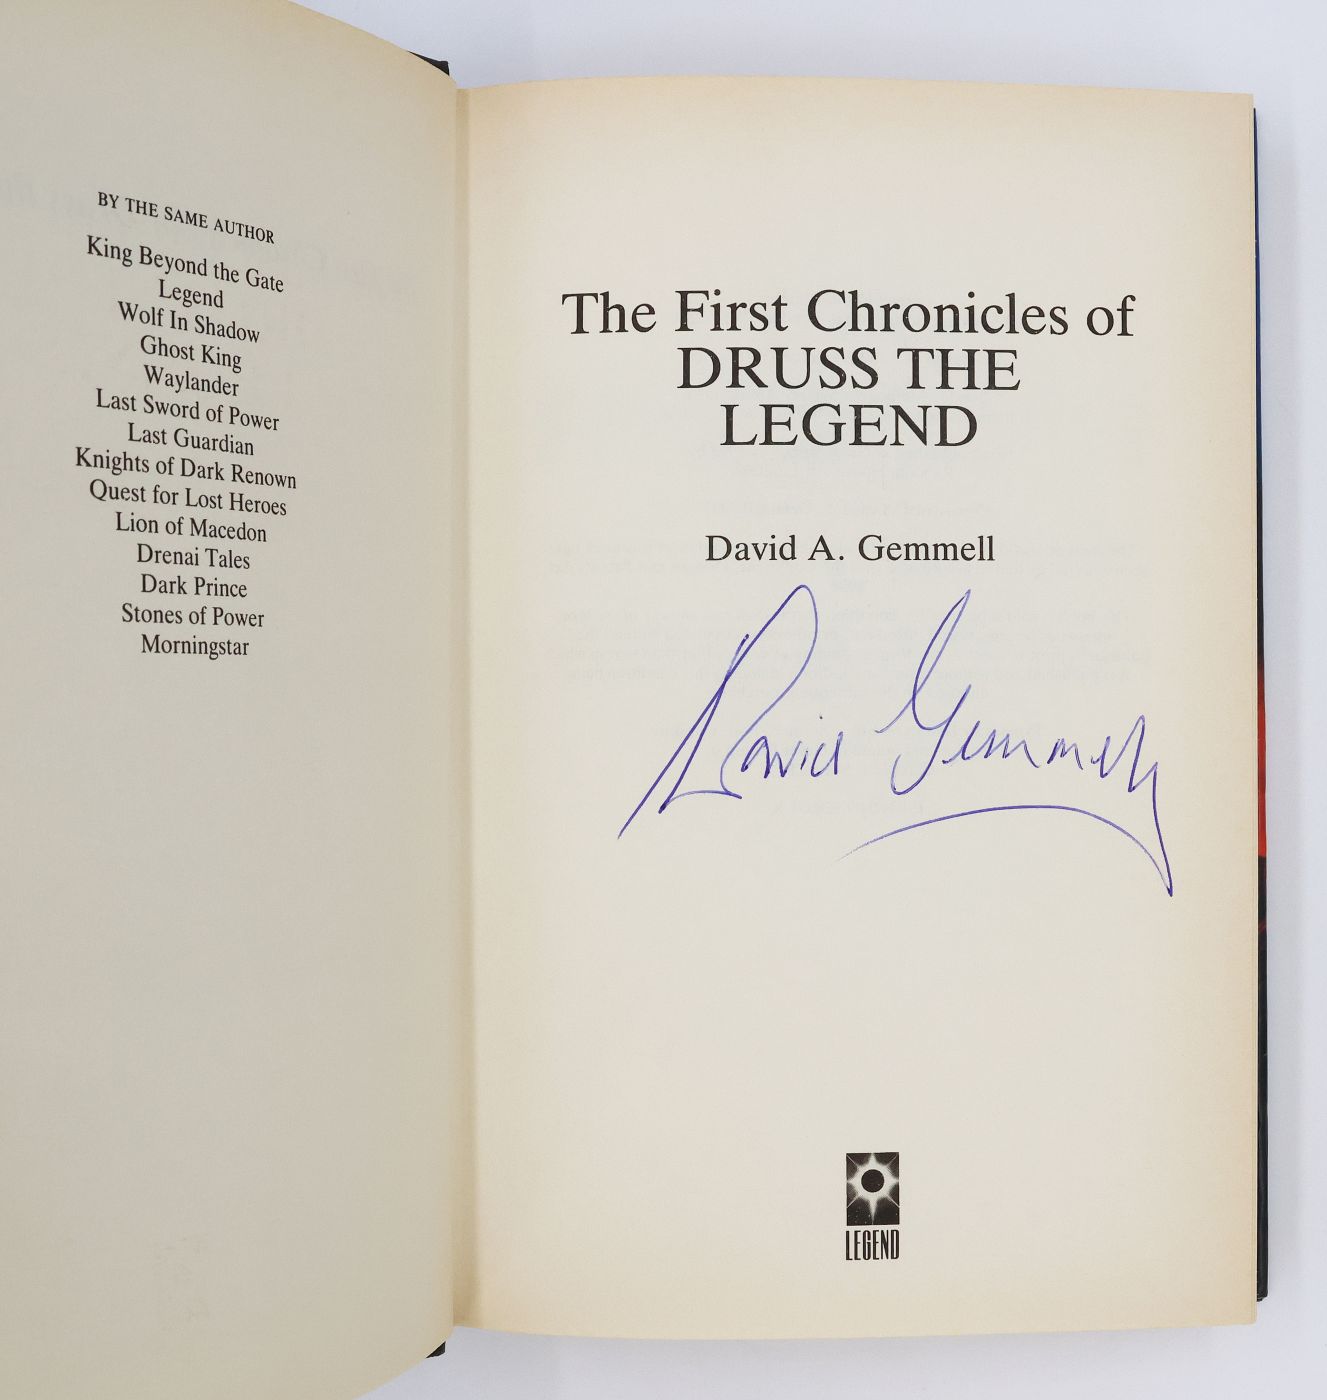 BY THE SAME AUTHOR
King Beyond the Gate
Legend
Wolf In Shadow
Ghost King
Waylander
Last Sword of Power
Last Guardian
Knights of Dark Renown
Quest for Lost Heroes
Lion of Macedon
Drenai Tales
Dark Prince
Stones of Power
Morningstar
The First Chronicles of
DRUSS THE
LEGEND
David A. Gemmell
David Gemmell
LEGEND